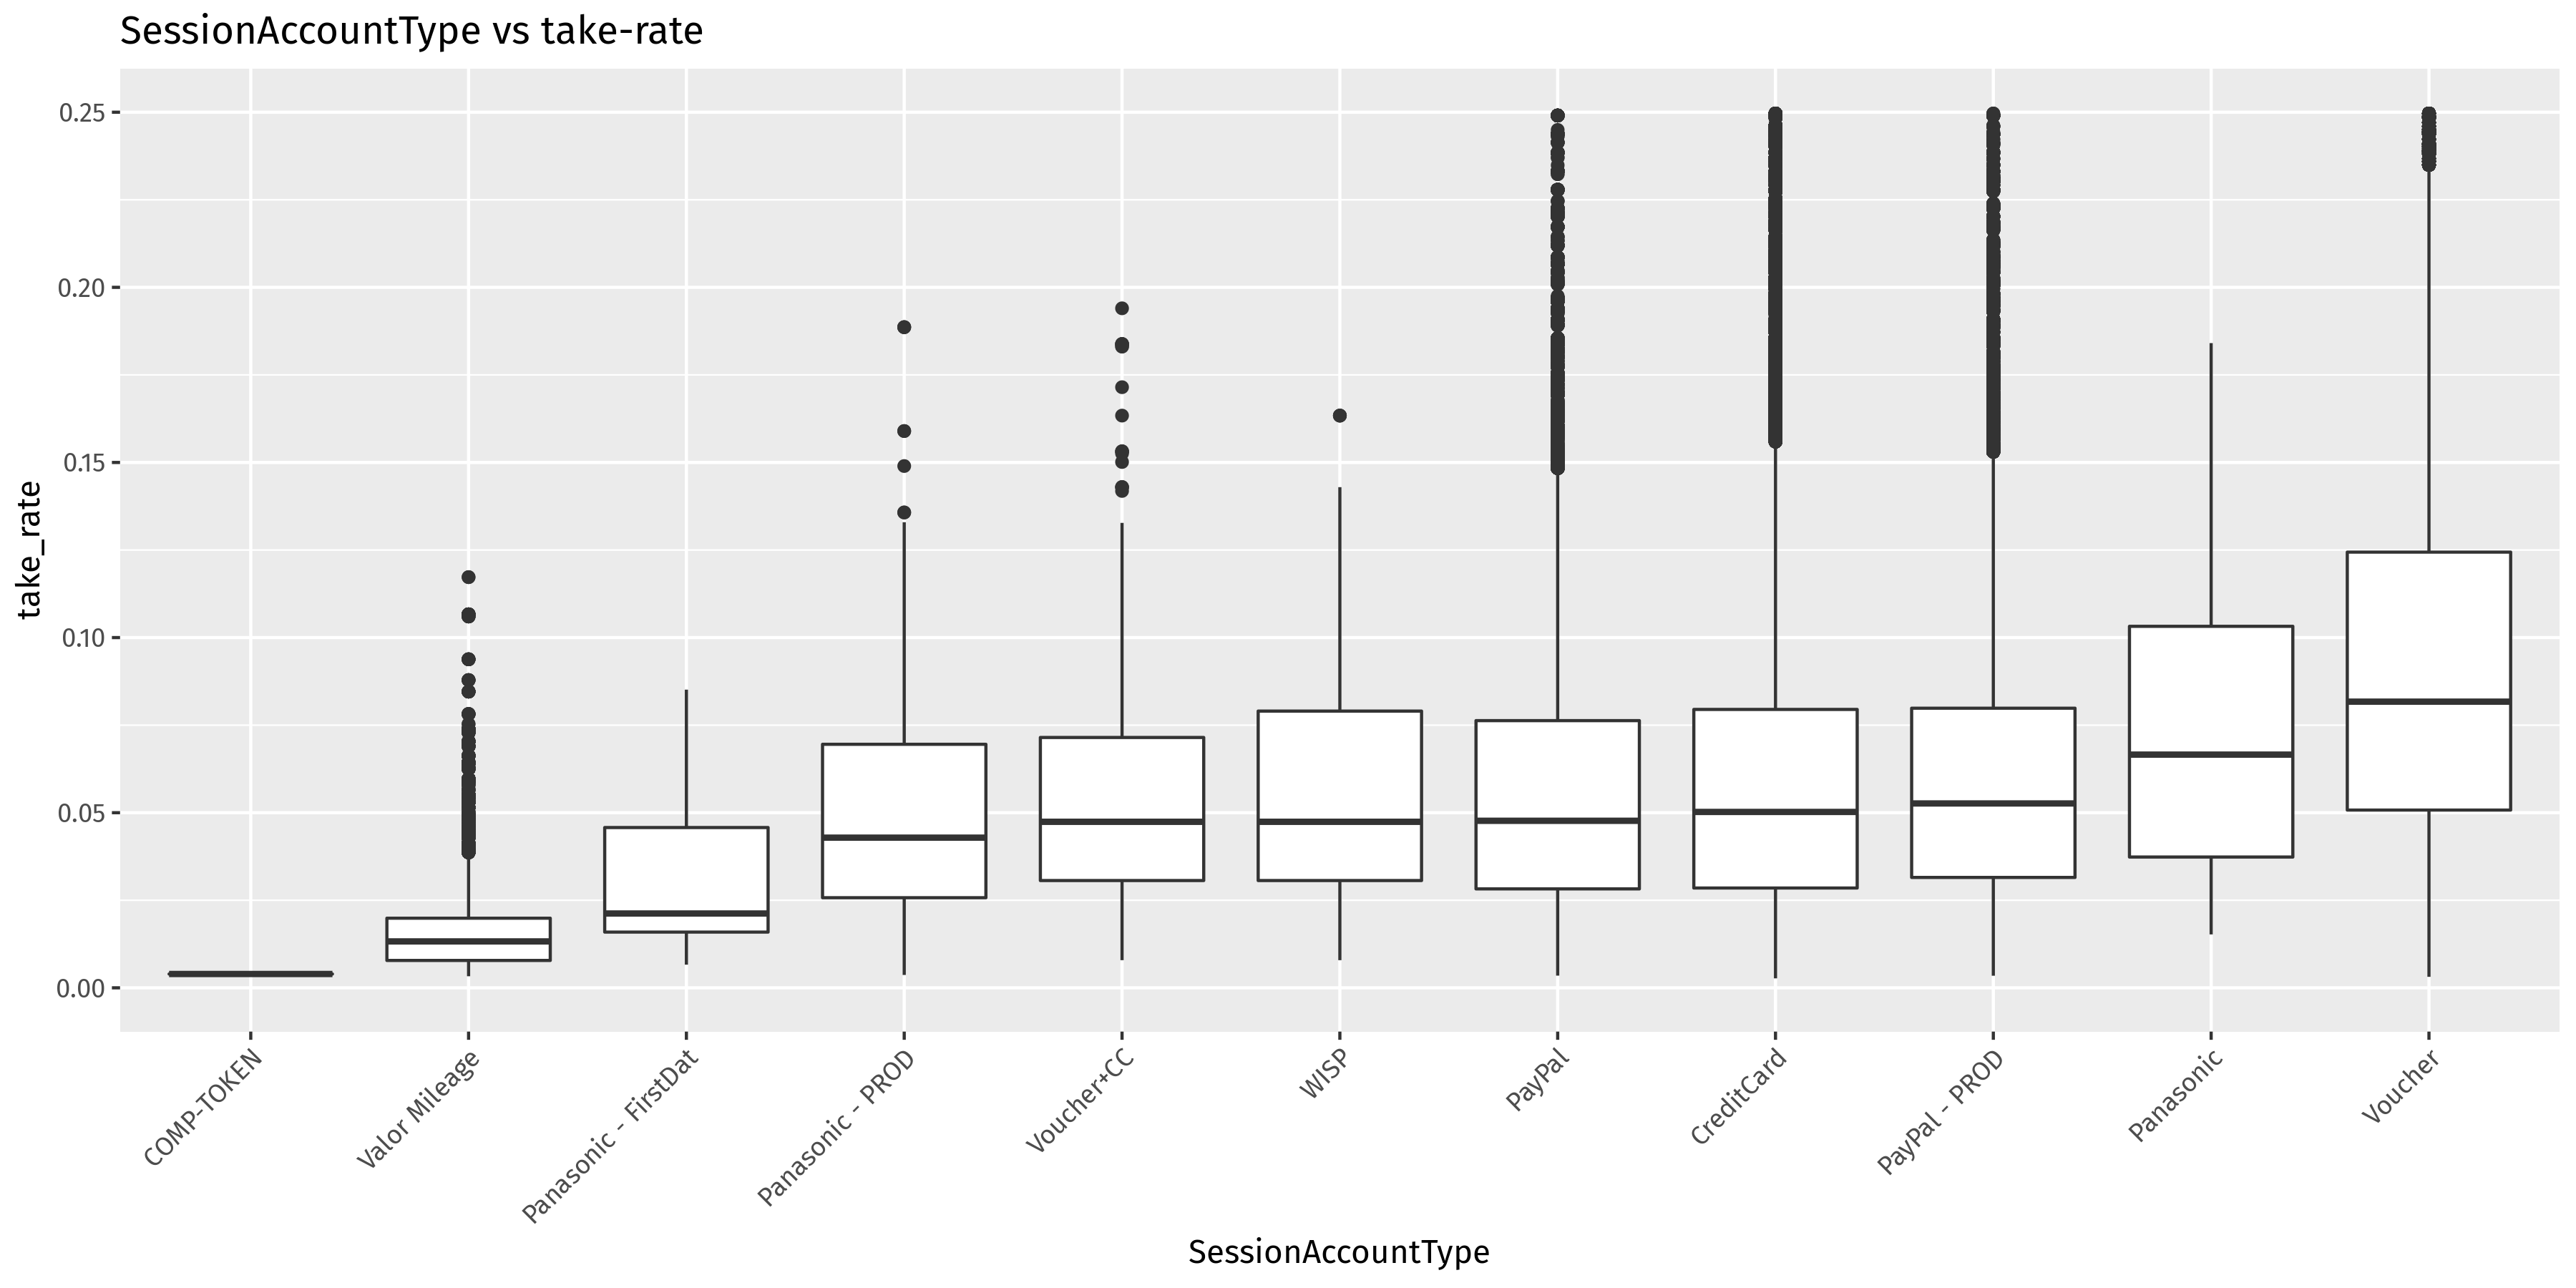 SessionAccountType vs take-rate
take_rate
0.25
0.20
0.15
0.10
0.05
0.00
COMP-TOKEN
Valor Mileage
Panasonic - FirstDat
Panasonic - PROD
Voucher+CC
WISP
PayPal
CreditCard
PayPal - PROD
Panasonic
Voucher
SessionAccountType